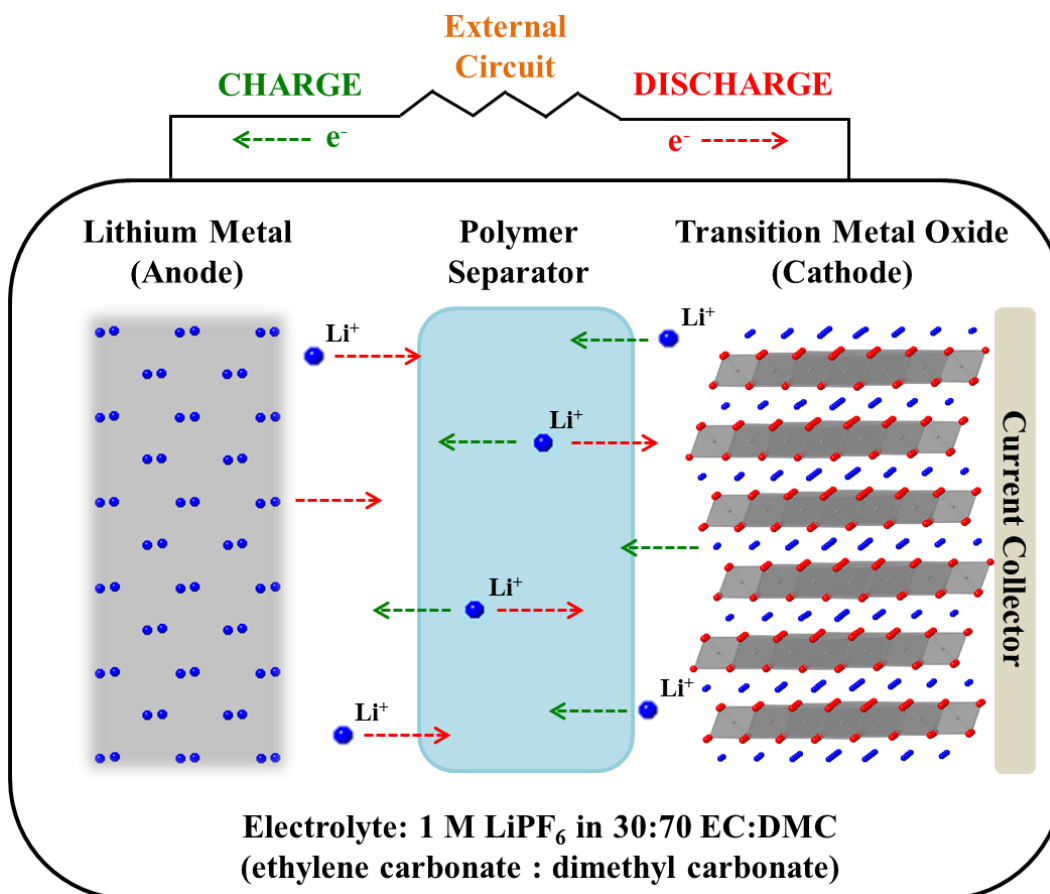 External
Circuit
CHARGE
DISCHARGE
e⁻
e⁻
Lithium Metal
(Anode)
Polymer
Separator
Transition Metal Oxide
(Cathode)
Li⁺
Li⁺
Li⁺
Li⁺
Li⁺
Li⁺
Current Collector
Electrolyte: 1 M LiPF₆ in 30:70 EC:DMC
(ethylene carbonate : dimethyl carbonate)